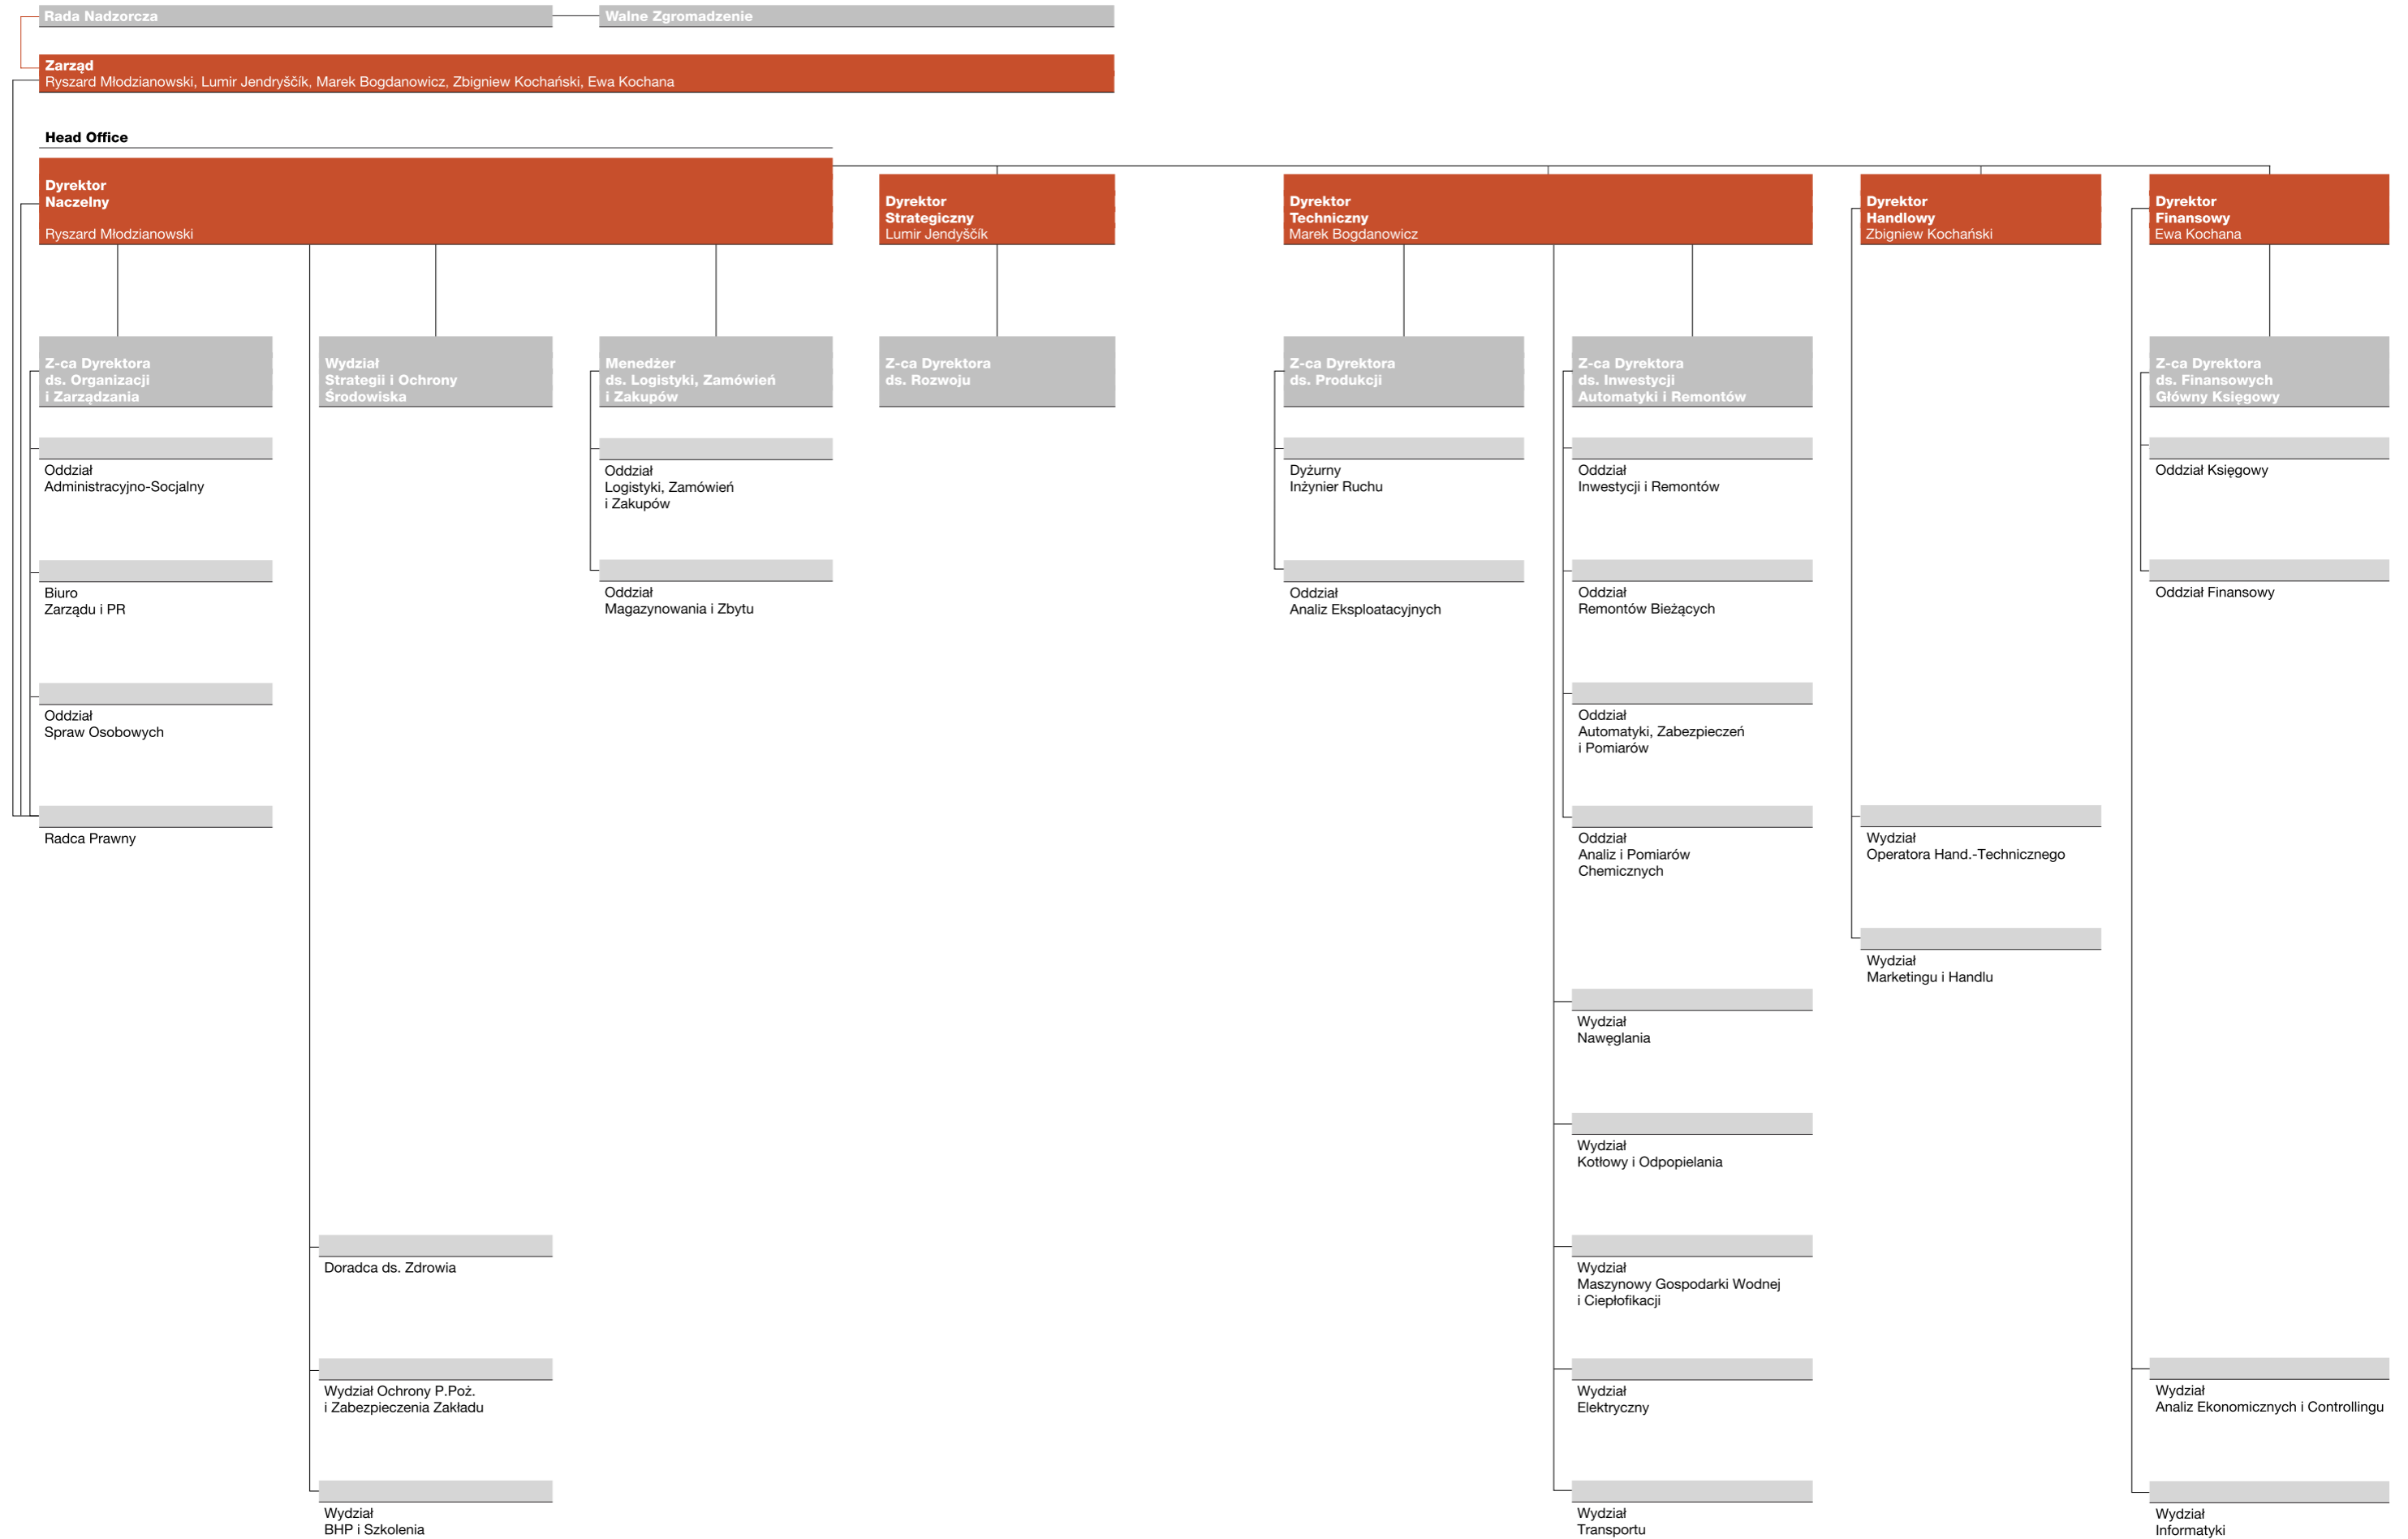 Rada Nadzorcza
Walne Zgromadzenie
Zarząd
Ryszard Młodzianowski, Lumir Jendryščík, Marek Bogdanowicz, Zbigniew Kochański, Ewa Kochana
Head Office
Dyrektor
Naczelny
Ryszard Młodzianowski
Dyrektor
Strategiczny
Lumir Jendyščík
Dyrektor
Techniczny
Marek Bogdanowicz
Dyrektor
Handlowy
Zbigniew Kochański
Dyrektor
Finansowy
Ewa Kochana
Z-ca Dyrektora
ds. Organizacji
i Zarządzania
Wydział
Strategii i Ochrony
Środowiska
Menedżer
ds. Logistyki, Zamówień
i Zakupów
Z-ca Dyrektora
ds. Rozwoju
Z-ca Dyrektora
ds. Produkcji
Z-ca Dyrektora
ds. Inwestycji
Automatyki i Remontów
Z-ca Dyrektora
ds. Finansowych
Główny Księgowy
Oddział
Administracyjno-Socjalny
Oddział
Logistyki, Zamówień
i Zakupów
Dyżurny
Inżynier Ruchu
Oddział
Inwestycji i Remontów
Oddział Księgowy
Biuro
Zarządu i PR
Oddział
Magazynowania i Zbytu
Oddział
Analiz Eksploatacyjnych
Oddział
Remontów Bieżących
Oddział Finansowy
Oddział
Spraw Osobowych
Oddział
Automatyki, Zabezpieczeń
i Pomiarów
Radca Prawny
Oddział
Analiz i Pomiarów
Chemicznych
Wydział
Operatora Hand.-Technicznego
Wydział
Marketingu i Handlu
Wydział
Nawęglania
Wydział
Kotłowy i Odpopielania
Doradca ds. Zdrowia
Wydział
Maszynowy Gospodarki Wodnej
i Ciepłofikacji
Wydział Ochrony P.Poż.
i Zabezpieczenia Zakładu
Wydział
Elektryczny
Wydział
Analiz Ekonomicznych i Controllingu
Wydział
BHP i Szkolenia
Wydział
Transportu
Wydział
Informatyki